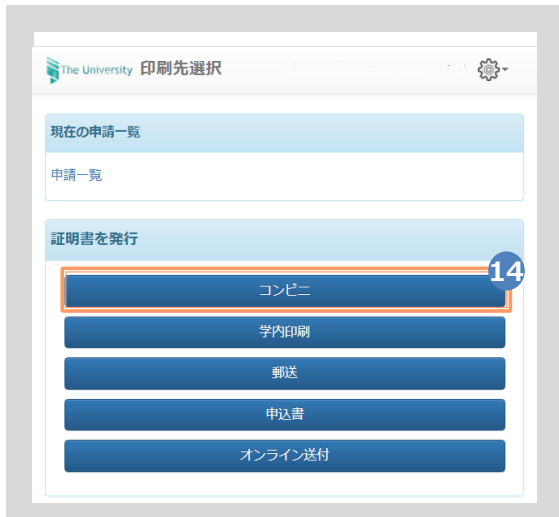 The University 印刷先選択
現在の申請一覧
申請一覧
証明書を発行
14
コンビニ
学内印刷
郵送
申込書
オンライン送付